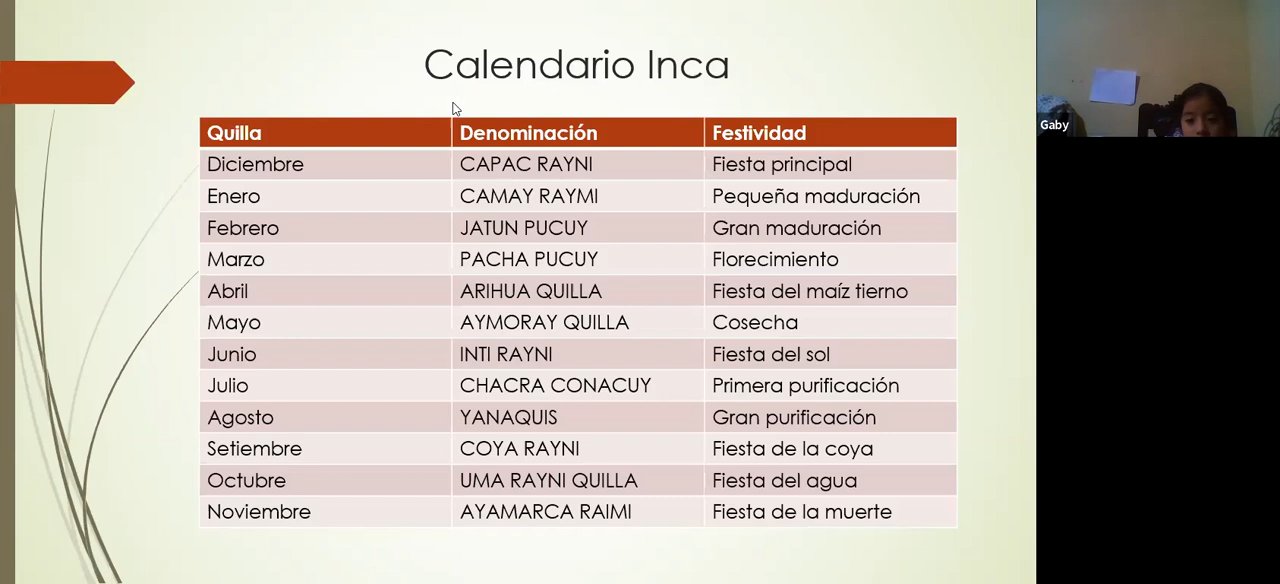 Calendario Inca
Quilla Denominación Festividad
Diciembre CAPAC RAYNI Fiesta principal
Enero CAMAY RAYMI Pequeña maduración
Febrero JATUN PUCUY Gran maduración
Marzo PACHA PUCUY Florecimiento
Abril ARIHUA QUILLA Fiesta del maíz tierno
Mayo AYMORAY QUILLA Cosecha
Junio INTI RAYNI Fiesta del sol
Julio CHACRA CONACUY Primera purificación
Agosto YANAQUIS Gran purificación
Setiembre COYA RAYNI Fiesta de la coya
Octubre UMA RAYNI QUILLA Fiesta del agua
Noviembre AYAMARCA RAIMI Fiesta de la muerte
Gaby